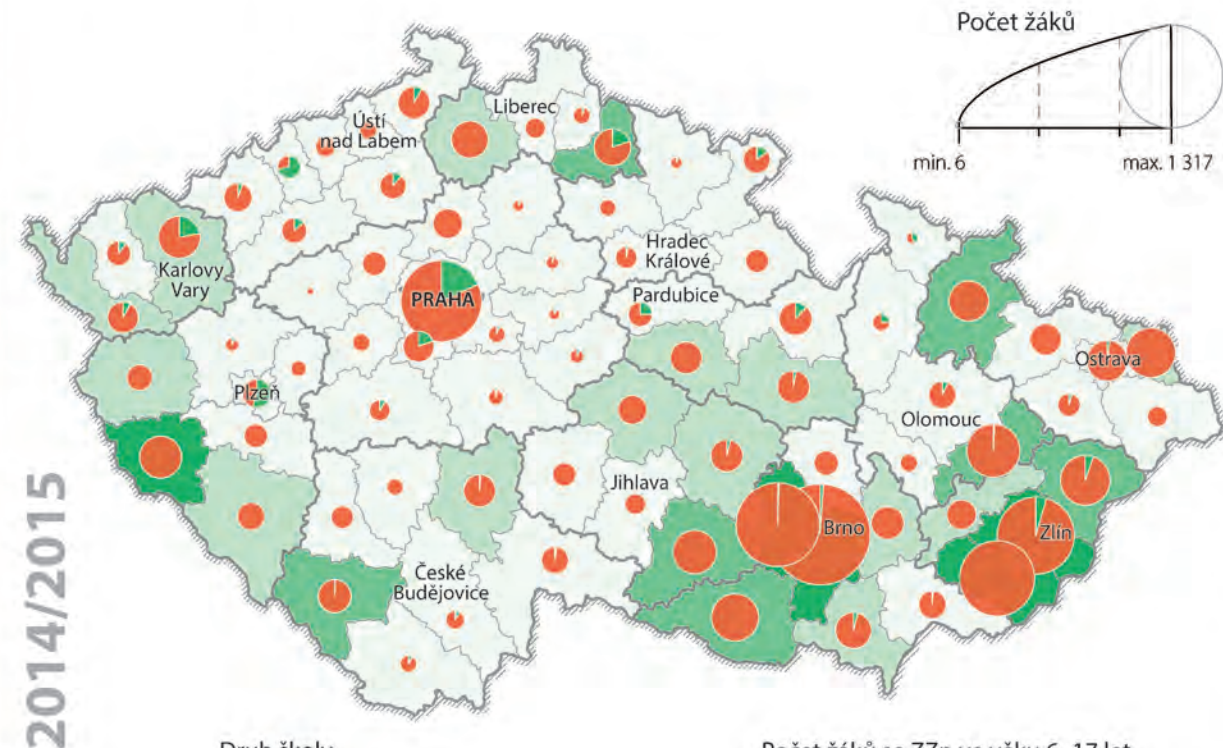 Počet žáků
min. 6
max. 1 317
Liberec
Ústí
nad Labem
Karlovy
Vary
Hradec
Králové
PRAHA
Pardubice
Plzeň
Ostrava
Olomouc
Jihlava
Brno
Zlín
České
Budějovice
2014/2015